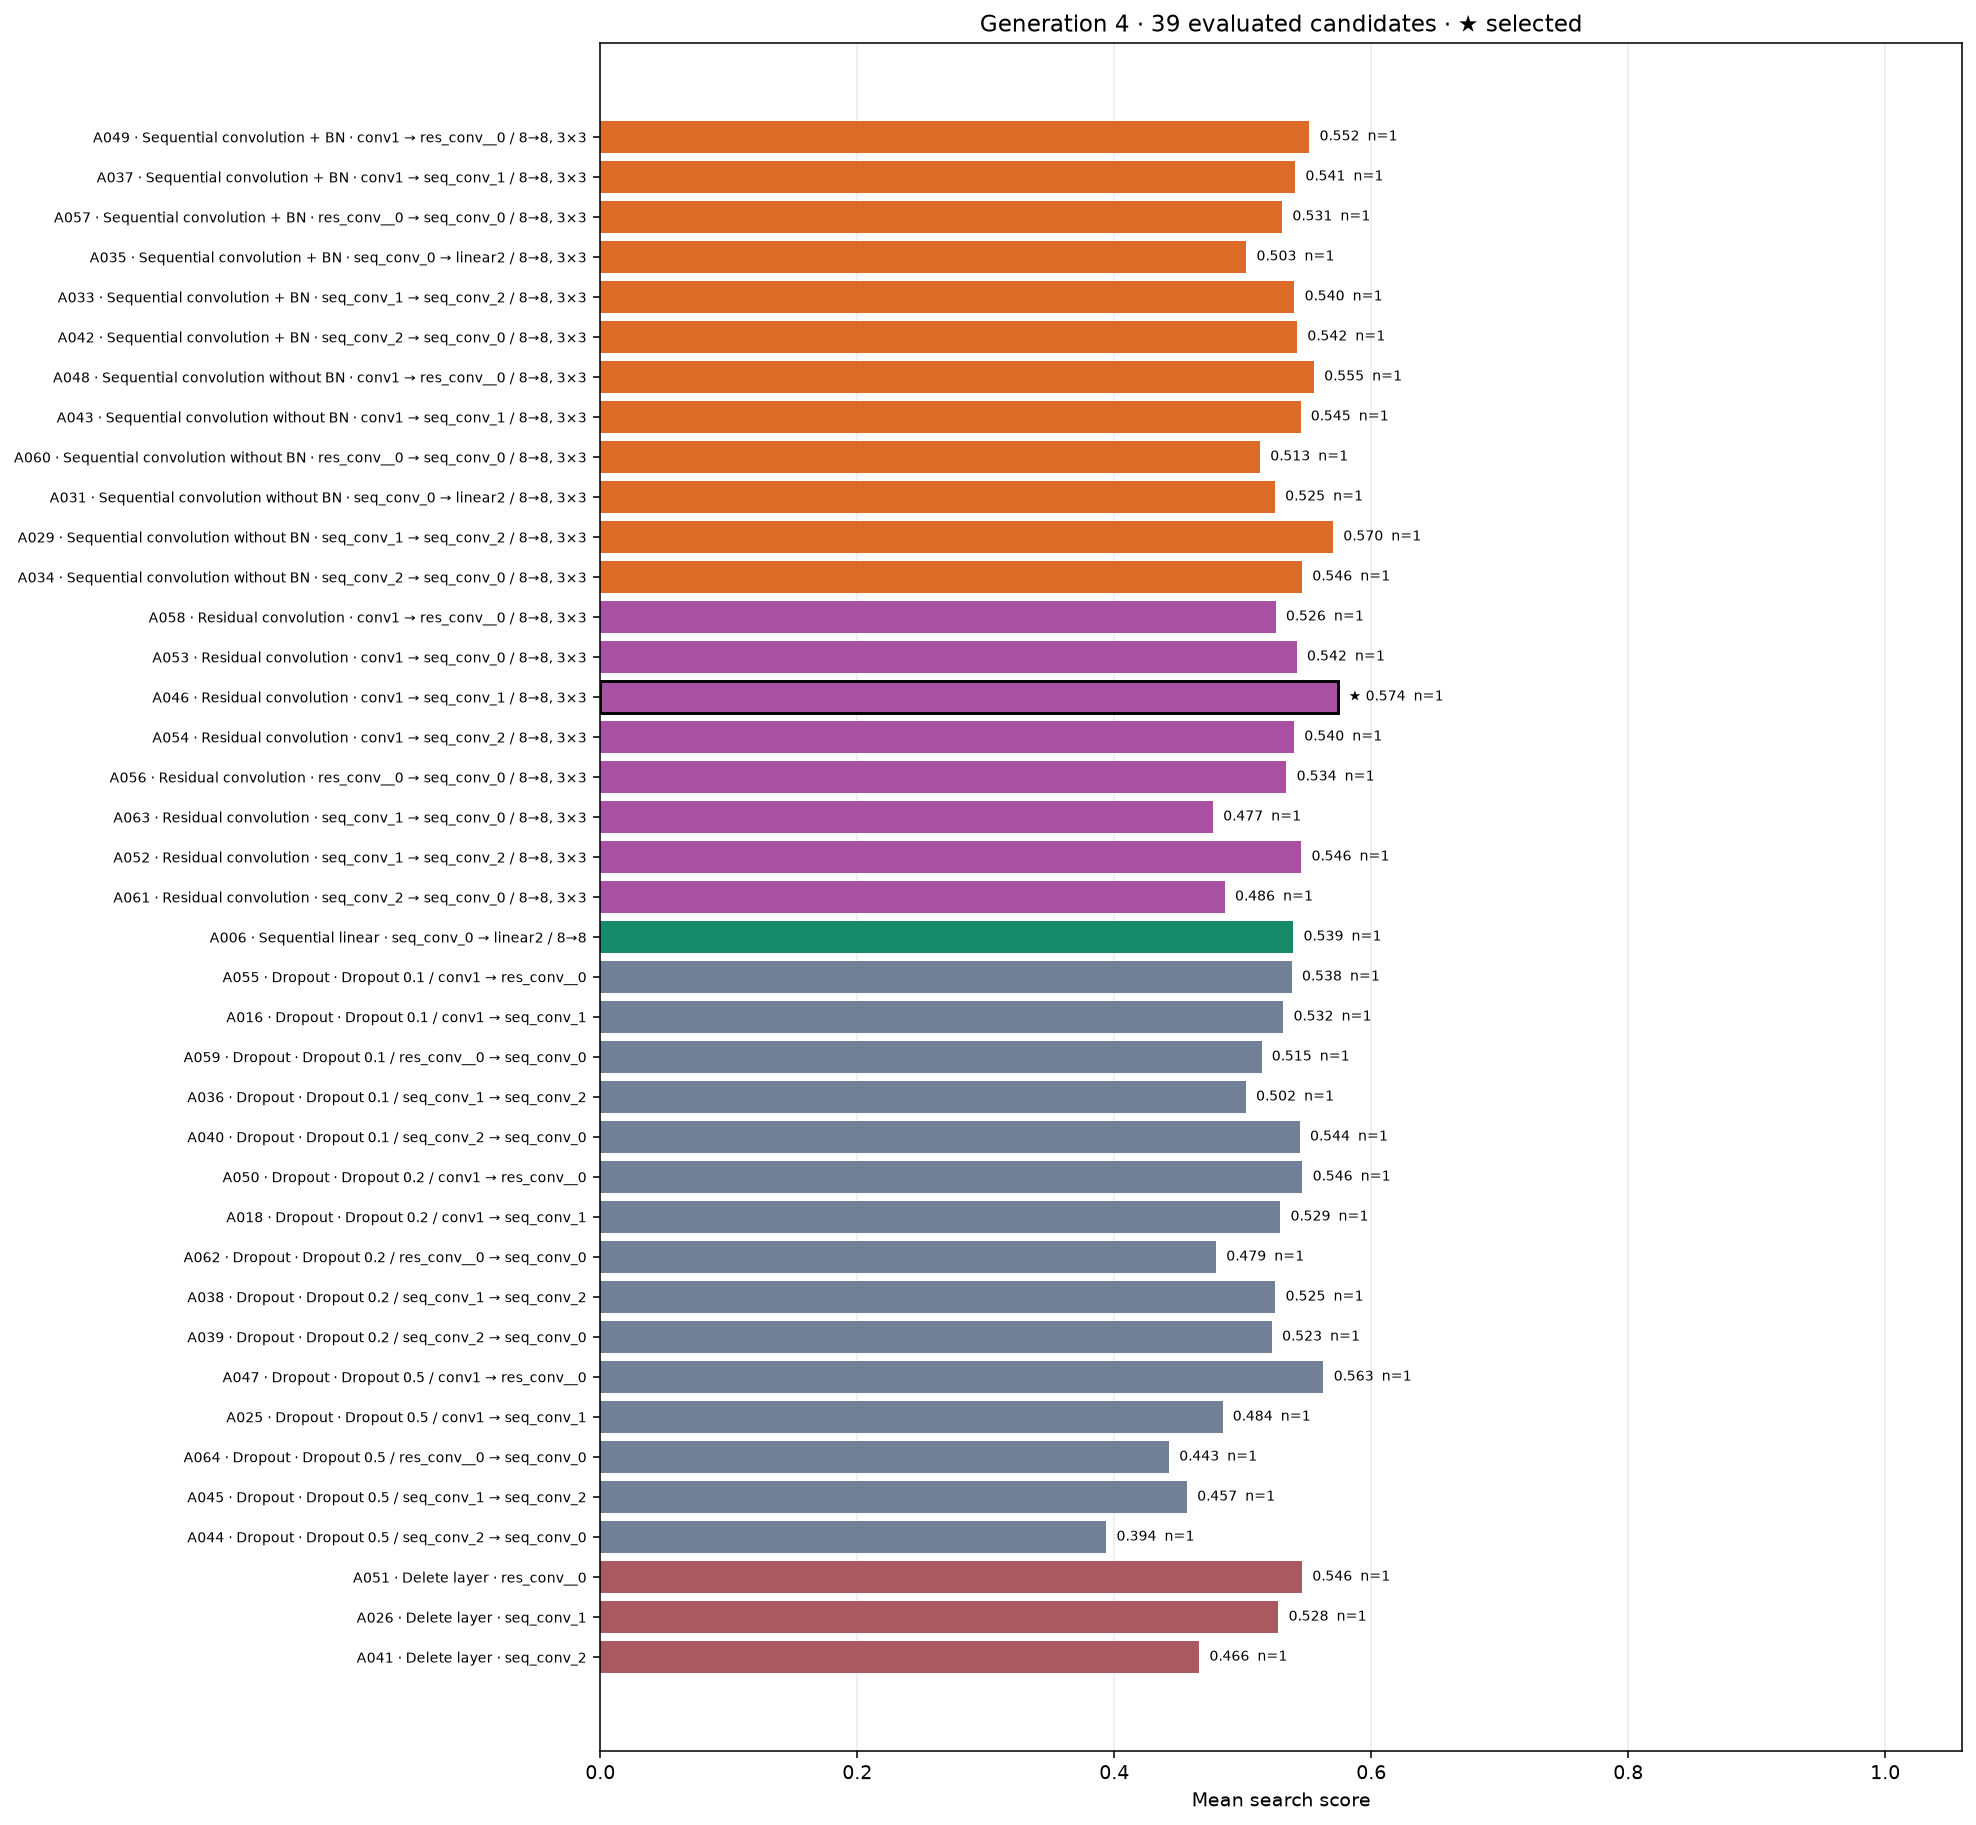 Generation 4 · 39 evaluated candidates · ★ selected
A049 · Sequential convolution + BN · conv1 → res_conv__0 / 8→8, 3×3 0.552 n=1
A037 · Sequential convolution + BN · conv1 → seq_conv_1 / 8→8, 3×3 0.541 n=1
A057 · Sequential convolution + BN · res_conv__0 → seq_conv_0 / 8→8, 3×3 0.531 n=1
A035 · Sequential convolution + BN · seq_conv_0 → linear2 / 8→8, 3×3 0.503 n=1
A033 · Sequential convolution + BN · seq_conv_1 → seq_conv_2 / 8→8, 3×3 0.540 n=1
A042 · Sequential convolution + BN · seq_conv_2 → seq_conv_0 / 8→8, 3×3 0.542 n=1
A048 · Sequential convolution without BN · conv1 → res_conv__0 / 8→8, 3×3 0.555 n=1
A043 · Sequential convolution without BN · conv1 → seq_conv_1 / 8→8, 3×3 0.545 n=1
A060 · Sequential convolution without BN · res_conv__0 → seq_conv_0 / 8→8, 3×3 0.513 n=1
A031 · Sequential convolution without BN · seq_conv_0 → linear2 / 8→8, 3×3 0.525 n=1
A029 · Sequential convolution without BN · seq_conv_1 → seq_conv_2 / 8→8, 3×3 0.570 n=1
A034 · Sequential convolution without BN · seq_conv_2 → seq_conv_0 / 8→8, 3×3 0.546 n=1
A058 · Residual convolution · conv1 → res_conv__0 / 8→8, 3×3 0.526 n=1
A053 · Residual convolution · conv1 → seq_conv_0 / 8→8, 3×3 0.542 n=1
A046 · Residual convolution · conv1 → seq_conv_1 / 8→8, 3×3 ★ 0.574 n=1
A054 · Residual convolution · conv1 → seq_conv_2 / 8→8, 3×3 0.540 n=1
A056 · Residual convolution · res_conv__0 → seq_conv_0 / 8→8, 3×3 0.534 n=1
A063 · Residual convolution · seq_conv_1 → seq_conv_0 / 8→8, 3×3 0.477 n=1
A052 · Residual convolution · seq_conv_1 → seq_conv_2 / 8→8, 3×3 0.546 n=1
A061 · Residual convolution · seq_conv_2 → seq_conv_0 / 8→8, 3×3 0.486 n=1
A006 · Sequential linear · seq_conv_0 → linear2 / 8→8 0.539 n=1
A055 · Dropout · Dropout 0.1 / conv1 → res_conv__0 0.538 n=1
A016 · Dropout · Dropout 0.1 / conv1 → seq_conv_1 0.532 n=1
A059 · Dropout · Dropout 0.1 / res_conv__0 → seq_conv_0 0.515 n=1
A036 · Dropout · Dropout 0.1 / seq_conv_1 → seq_conv_2 0.502 n=1
A040 · Dropout · Dropout 0.1 / seq_conv_2 → seq_conv_0 0.544 n=1
A050 · Dropout · Dropout 0.2 / conv1 → res_conv__0 0.546 n=1
A018 · Dropout · Dropout 0.2 / conv1 → seq_conv_1 0.529 n=1
A062 · Dropout · Dropout 0.2 / res_conv__0 → seq_conv_0 0.479 n=1
A038 · Dropout · Dropout 0.2 / seq_conv_1 → seq_conv_2 0.525 n=1
A039 · Dropout · Dropout 0.2 / seq_conv_2 → seq_conv_0 0.523 n=1
A047 · Dropout · Dropout 0.5 / conv1 → res_conv__0 0.563 n=1
A025 · Dropout · Dropout 0.5 / conv1 → seq_conv_1 0.484 n=1
A064 · Dropout · Dropout 0.5 / res_conv__0 → seq_conv_0 0.443 n=1
A045 · Dropout · Dropout 0.5 / seq_conv_1 → seq_conv_2 0.457 n=1
A044 · Dropout · Dropout 0.5 / seq_conv_2 → seq_conv_0 0.394 n=1
A051 · Delete layer · res_conv__0 0.546 n=1
A026 · Delete layer · seq_conv_1 0.528 n=1
A041 · Delete layer · seq_conv_2 0.466 n=1
0.0 0.2 0.4 0.6 0.8 1.0
Mean search score